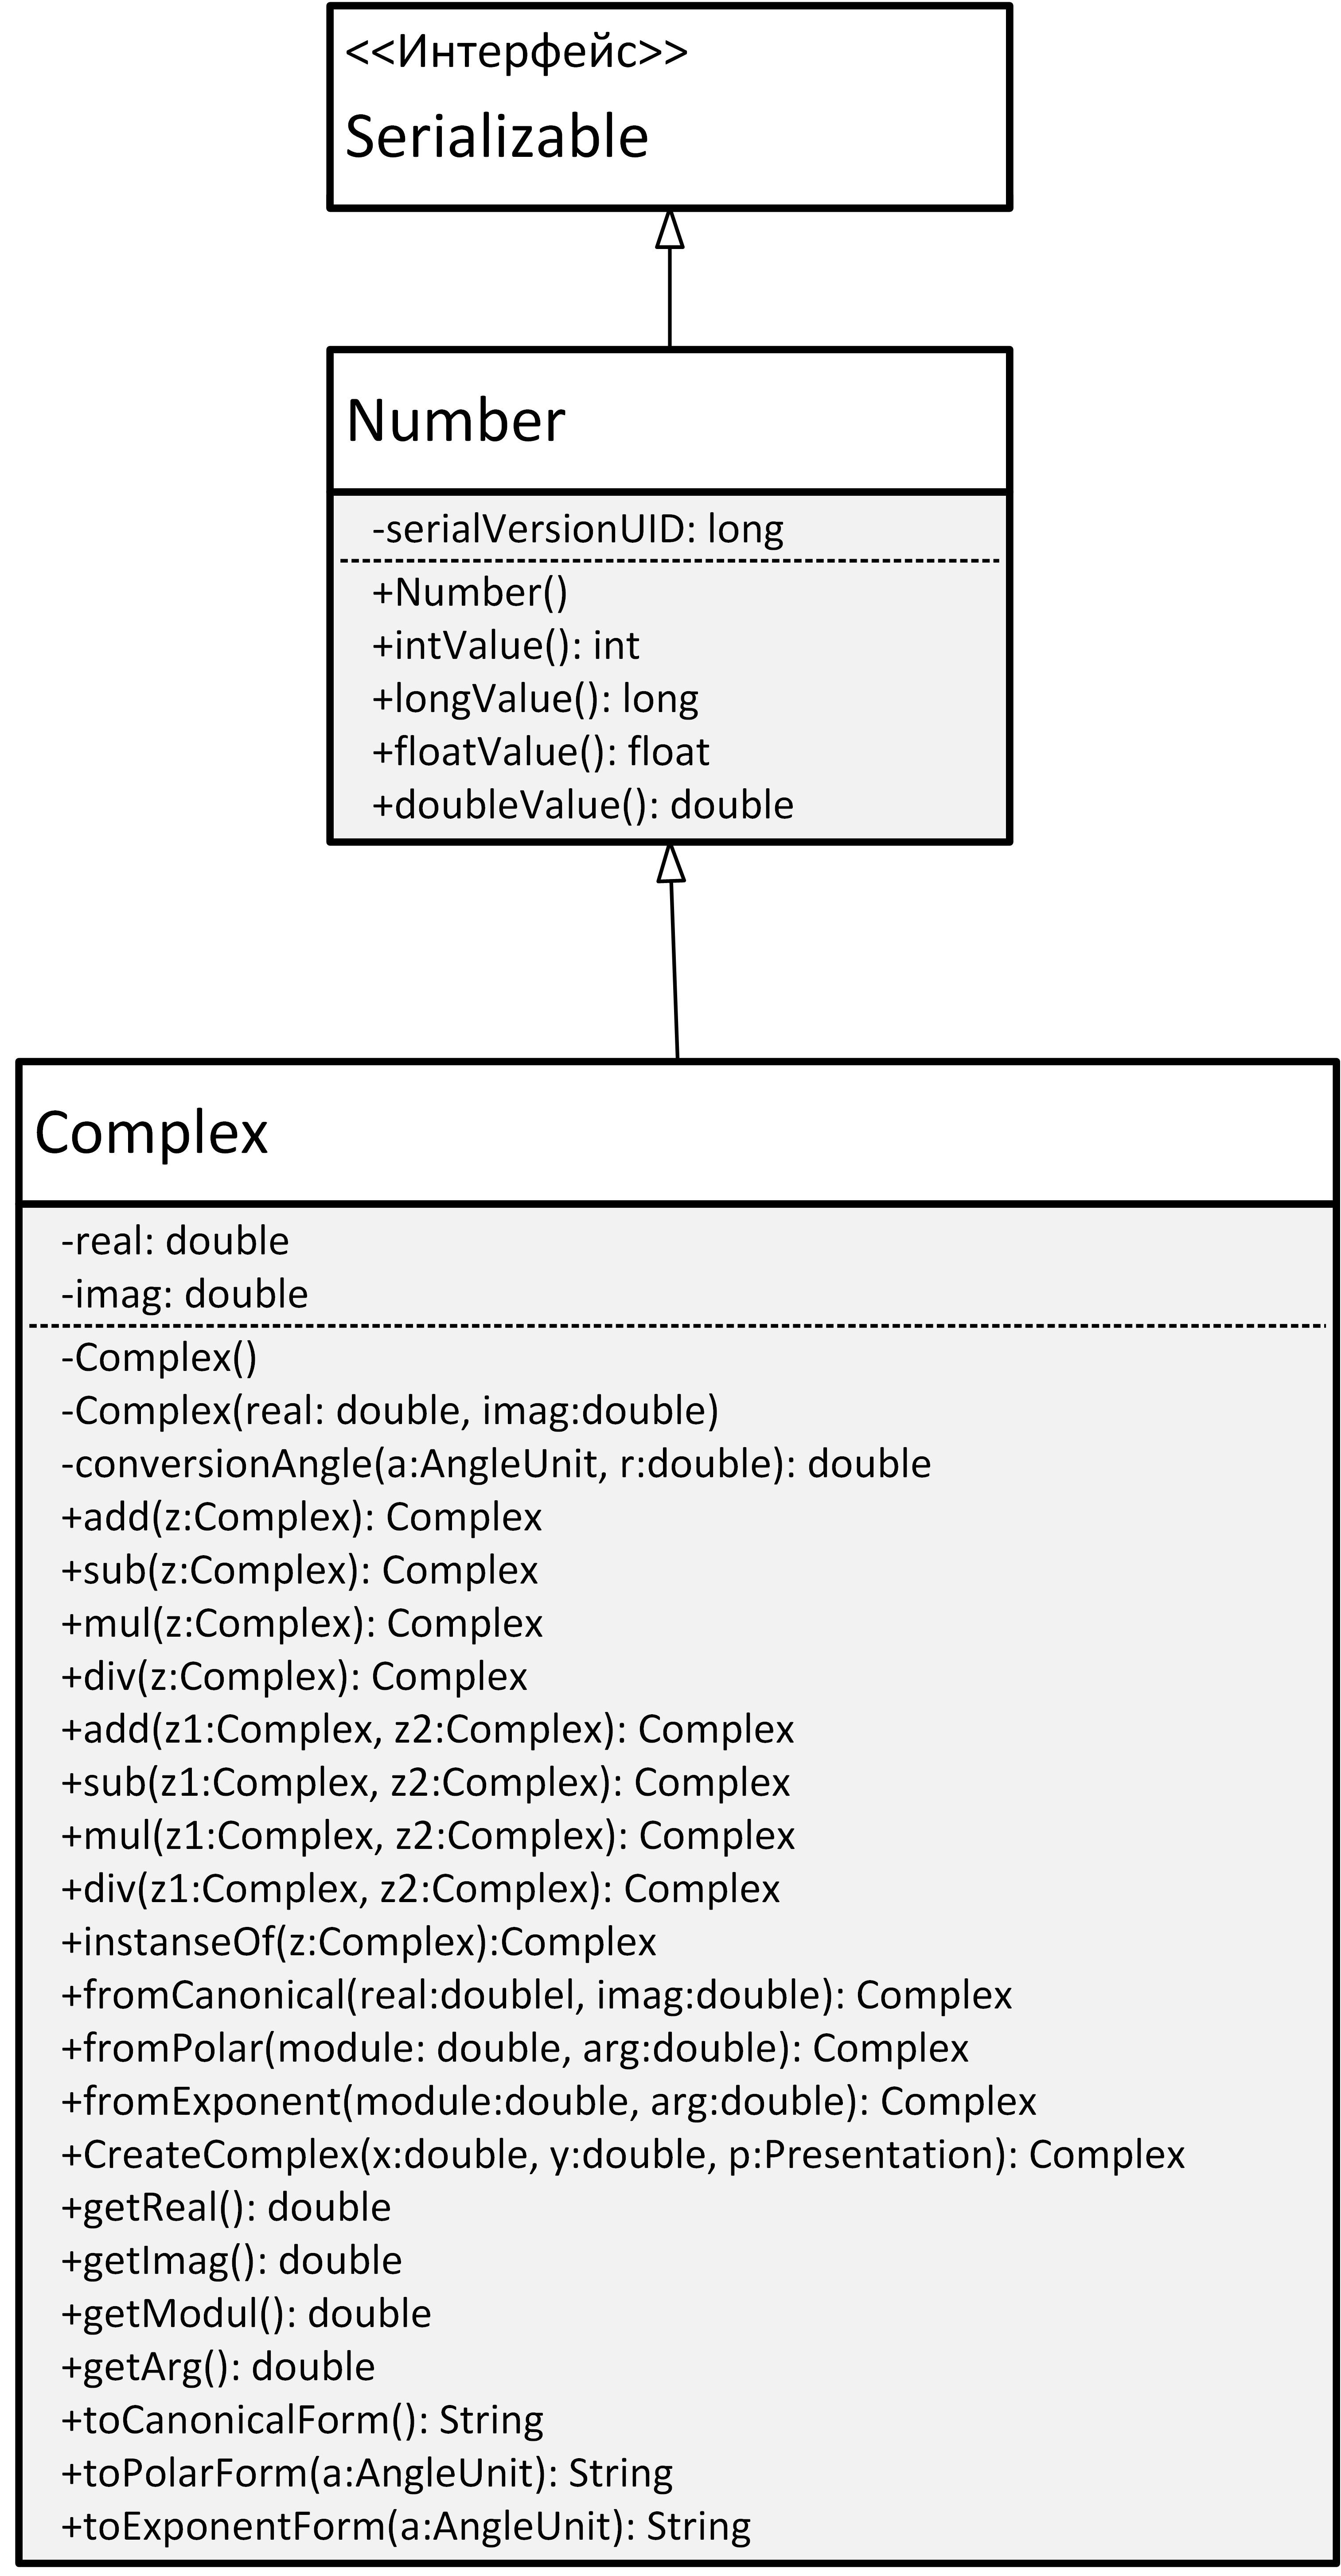 <<Интерфейс>>
Serializable
Number
-serialVersionUID: long
+Number()
+intValue(): int
+longValue(): long
+floatValue(): float
+doubleValue(): double
Complex
-real: double
-imag: double
-Complex()
-Complex(real: double, imag:double)
-conversionAngle(a:AngleUnit, r:double): double
+add(z:Complex): Complex
+sub(z:Complex): Complex
+mul(z:Complex): Complex
+div(z:Complex): Complex
+add(z1:Complex, z2:Complex): Complex
+sub(z1:Complex, z2:Complex): Complex
+mul(z1:Complex, z2:Complex): Complex
+div(z1:Complex, z2:Complex): Complex
+instanseOf(z:Complex):Complex
+fromCanonical(real:doublel, imag:double): Complex
+fromPolar(module: double, arg:double): Complex
+fromExponent(module:double, arg:double): Complex
+CreateComplex(x:double, y:double, p:Presentation): Complex
+getReal(): double
+getImag(): double
+getModul(): double
+getArg(): double
+toCanonicalForm(): String
+toPolarForm(a:AngleUnit): String
+toExponentForm(a:AngleUnit): String